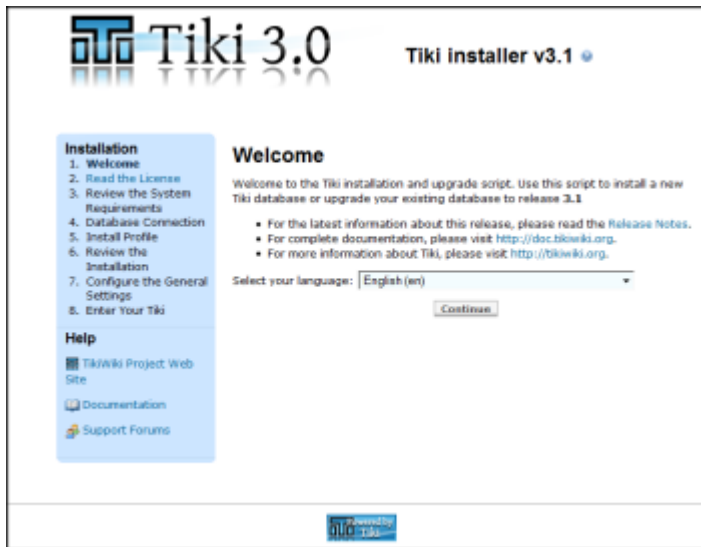 Tiki 3.0
Tiki installer v3.1
Installation
1. Welcome
2. Read the License
3. Review the System
Requirements
4. Database Connection
5. Install Profile
6. Review the
Installation
7. Configure the General
Settings
8. Enter Your Tiki
Help
TikiWiki Project Web
Site
Documentation
Support Forums
Welcome
Welcome to the Tiki installation and upgrade script. Use this script to install a new
Tiki database or upgrade your existing database to release 3.1
• For the latest information about this release, please read the Release Notes.
• For complete documentation, please visit http://doc.tikiwiki.org.
• For more information about Tiki, please visit http://tikiwiki.org.
Select your language: English (en)
Continue
Powered by
Tiki